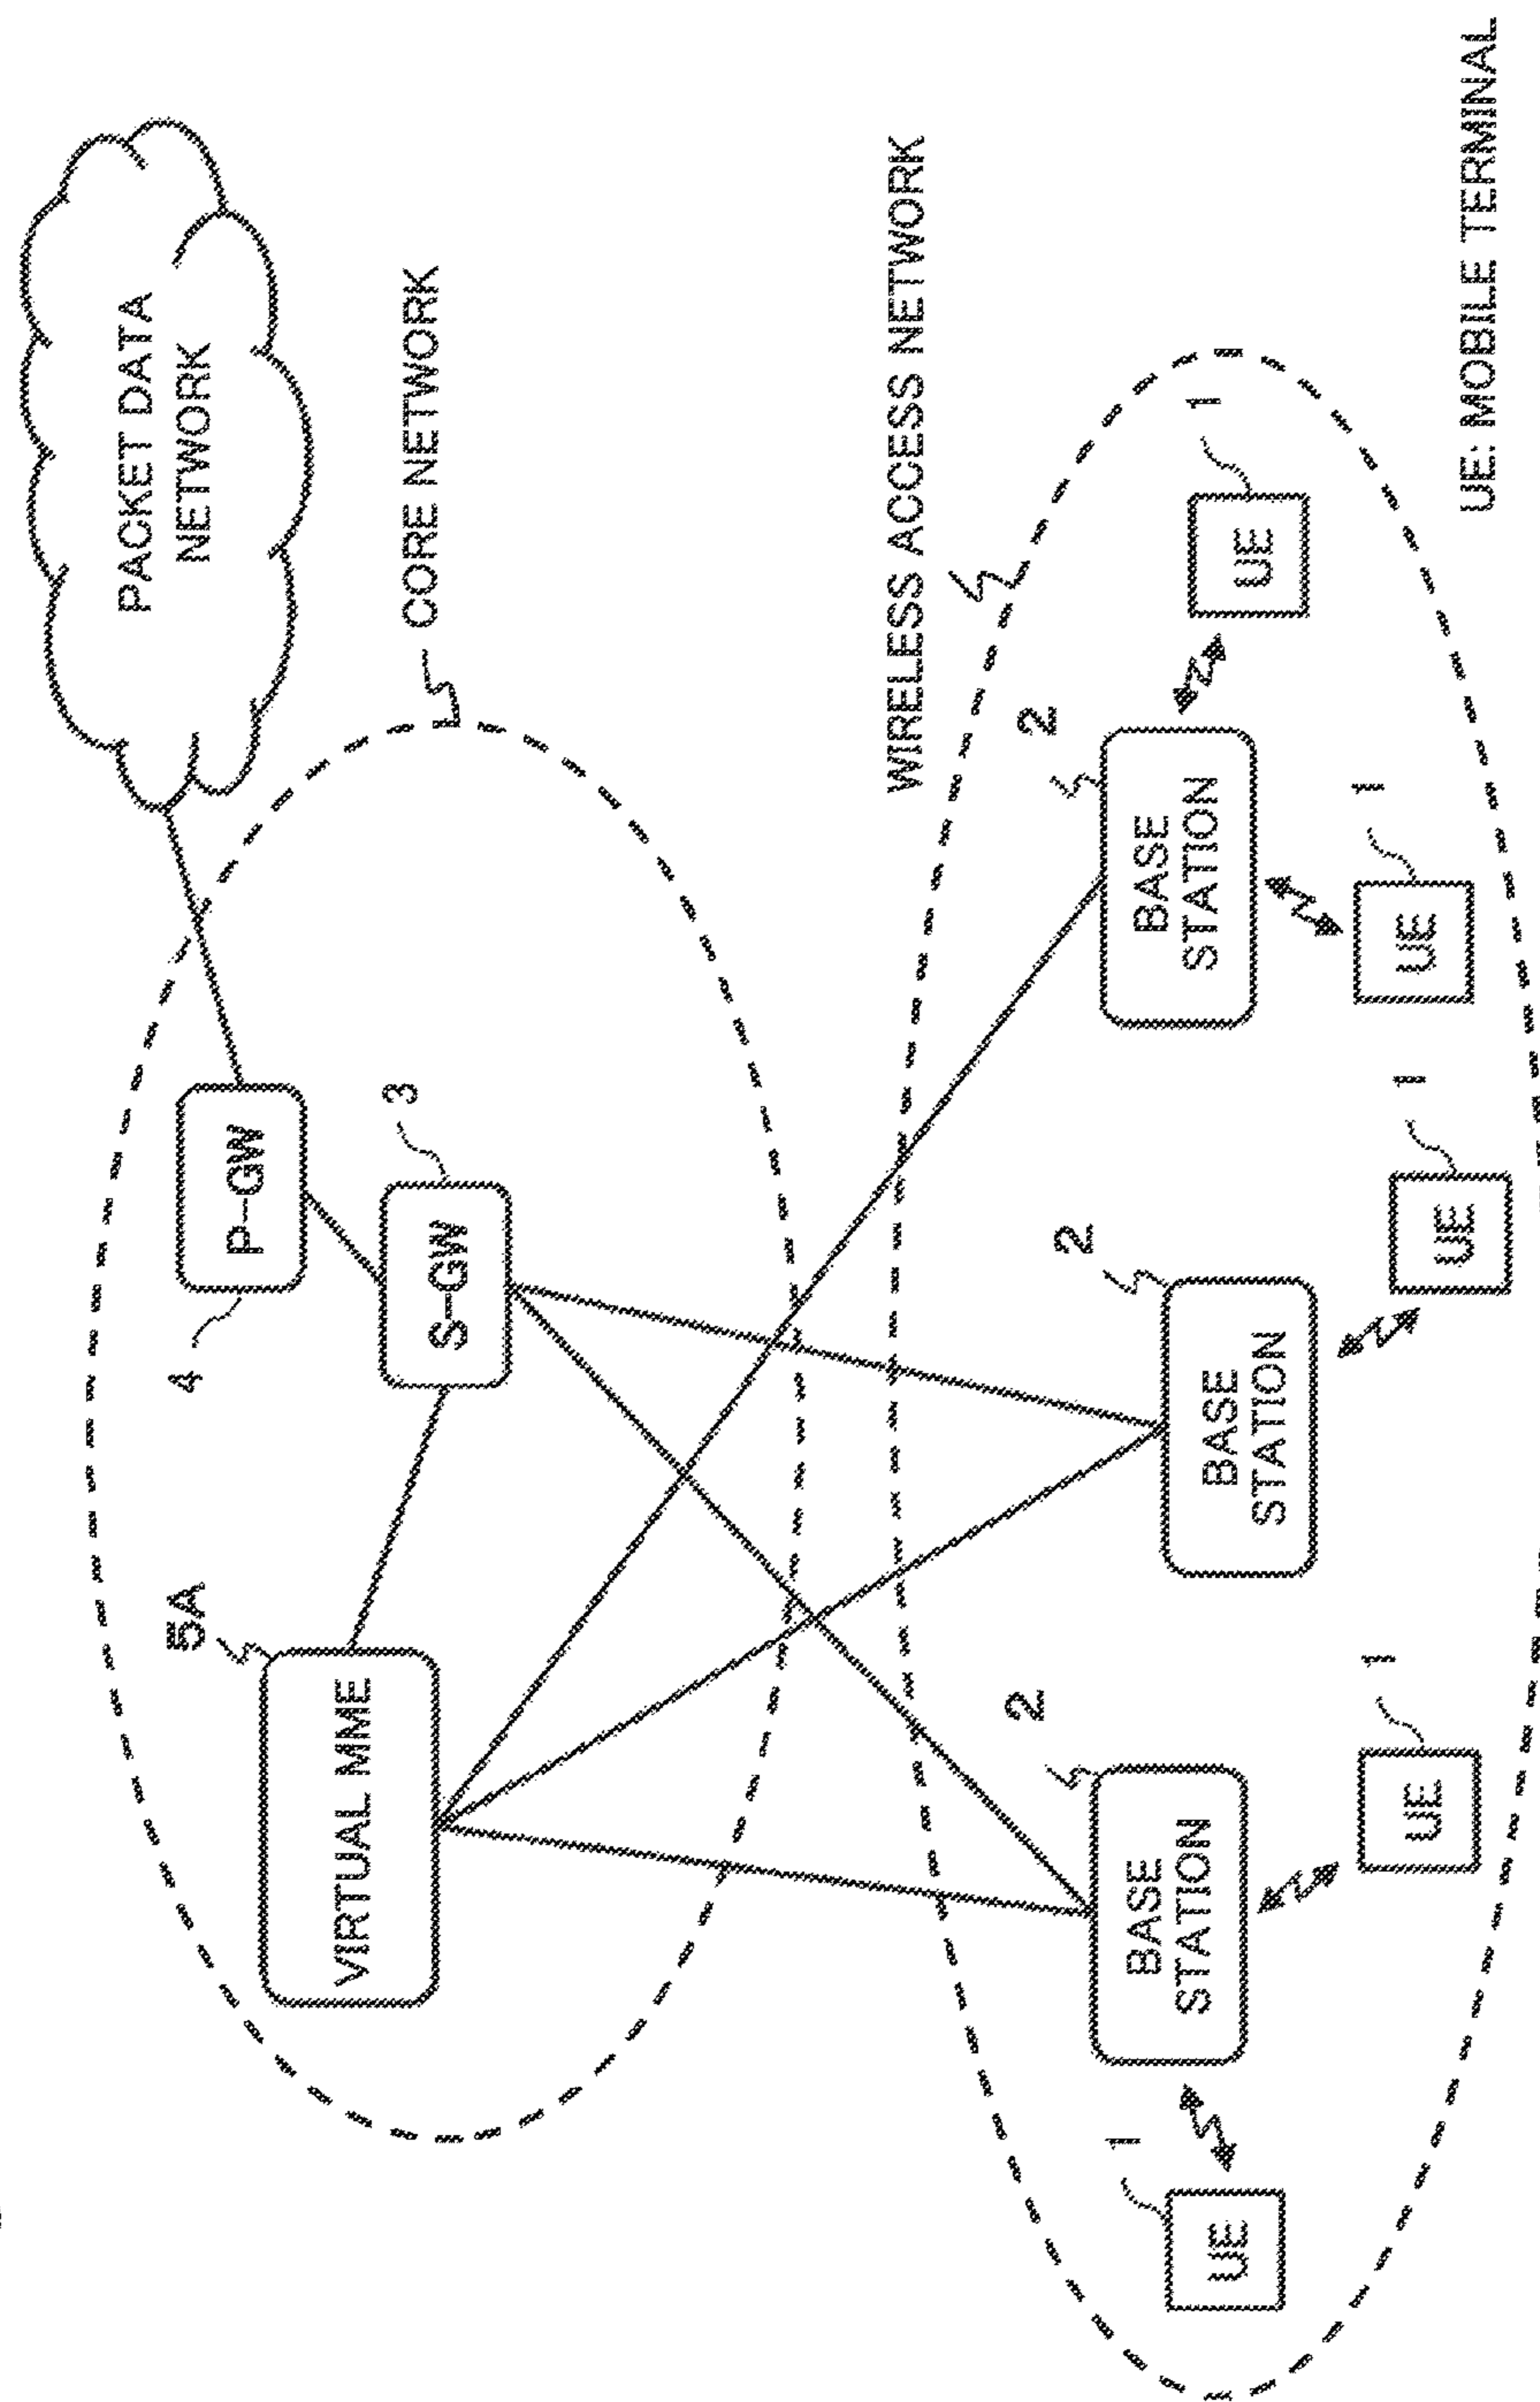 PACKET DATA
NETWORK
CORE NETWORK
4
P-GW
3
S-GW
5A
VIRTUAL MME
WIRELESS ACCESS NETWORK
2
BASE
STATION
2
BASE
STATION
2
BASE
STATION
1
UE
1
UE
1
UE
1
UE
1
UE
UE: MOBILE TERMINAL